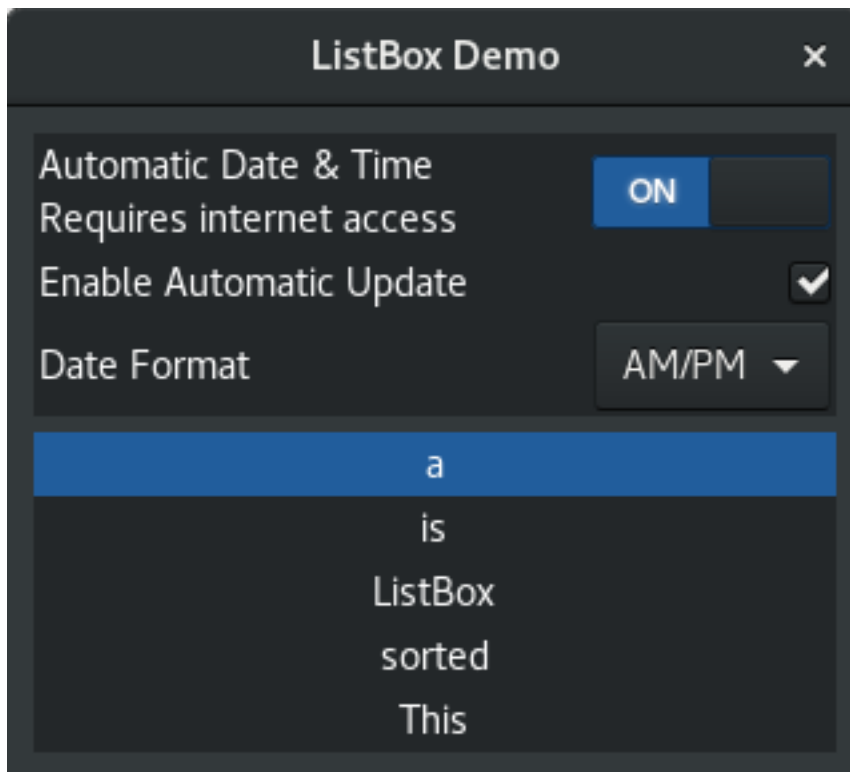 ListBox Demo
Automatic Date & Time
ON
Requires internet access
Enable Automatic Update
Date Format
AM/PM
a
is
ListBox
sorted
This